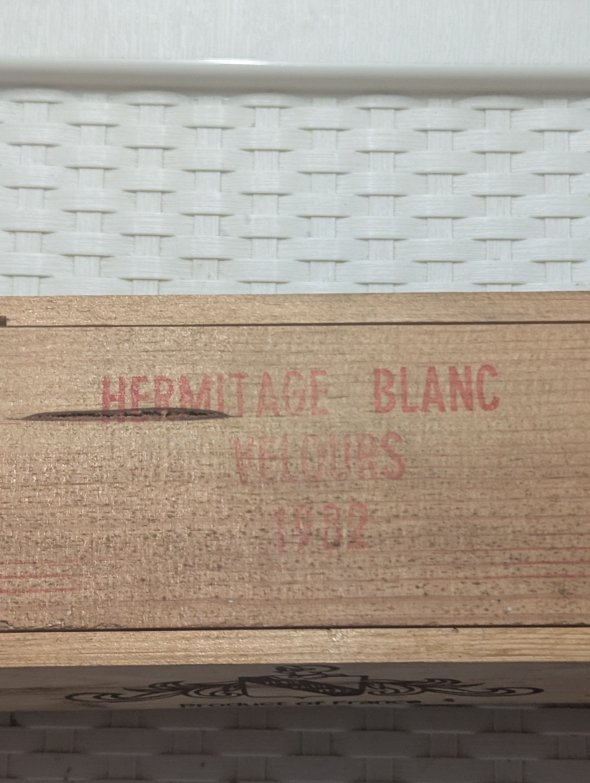 HERMITAGE BLANC
VELOURS
1982
Product of France